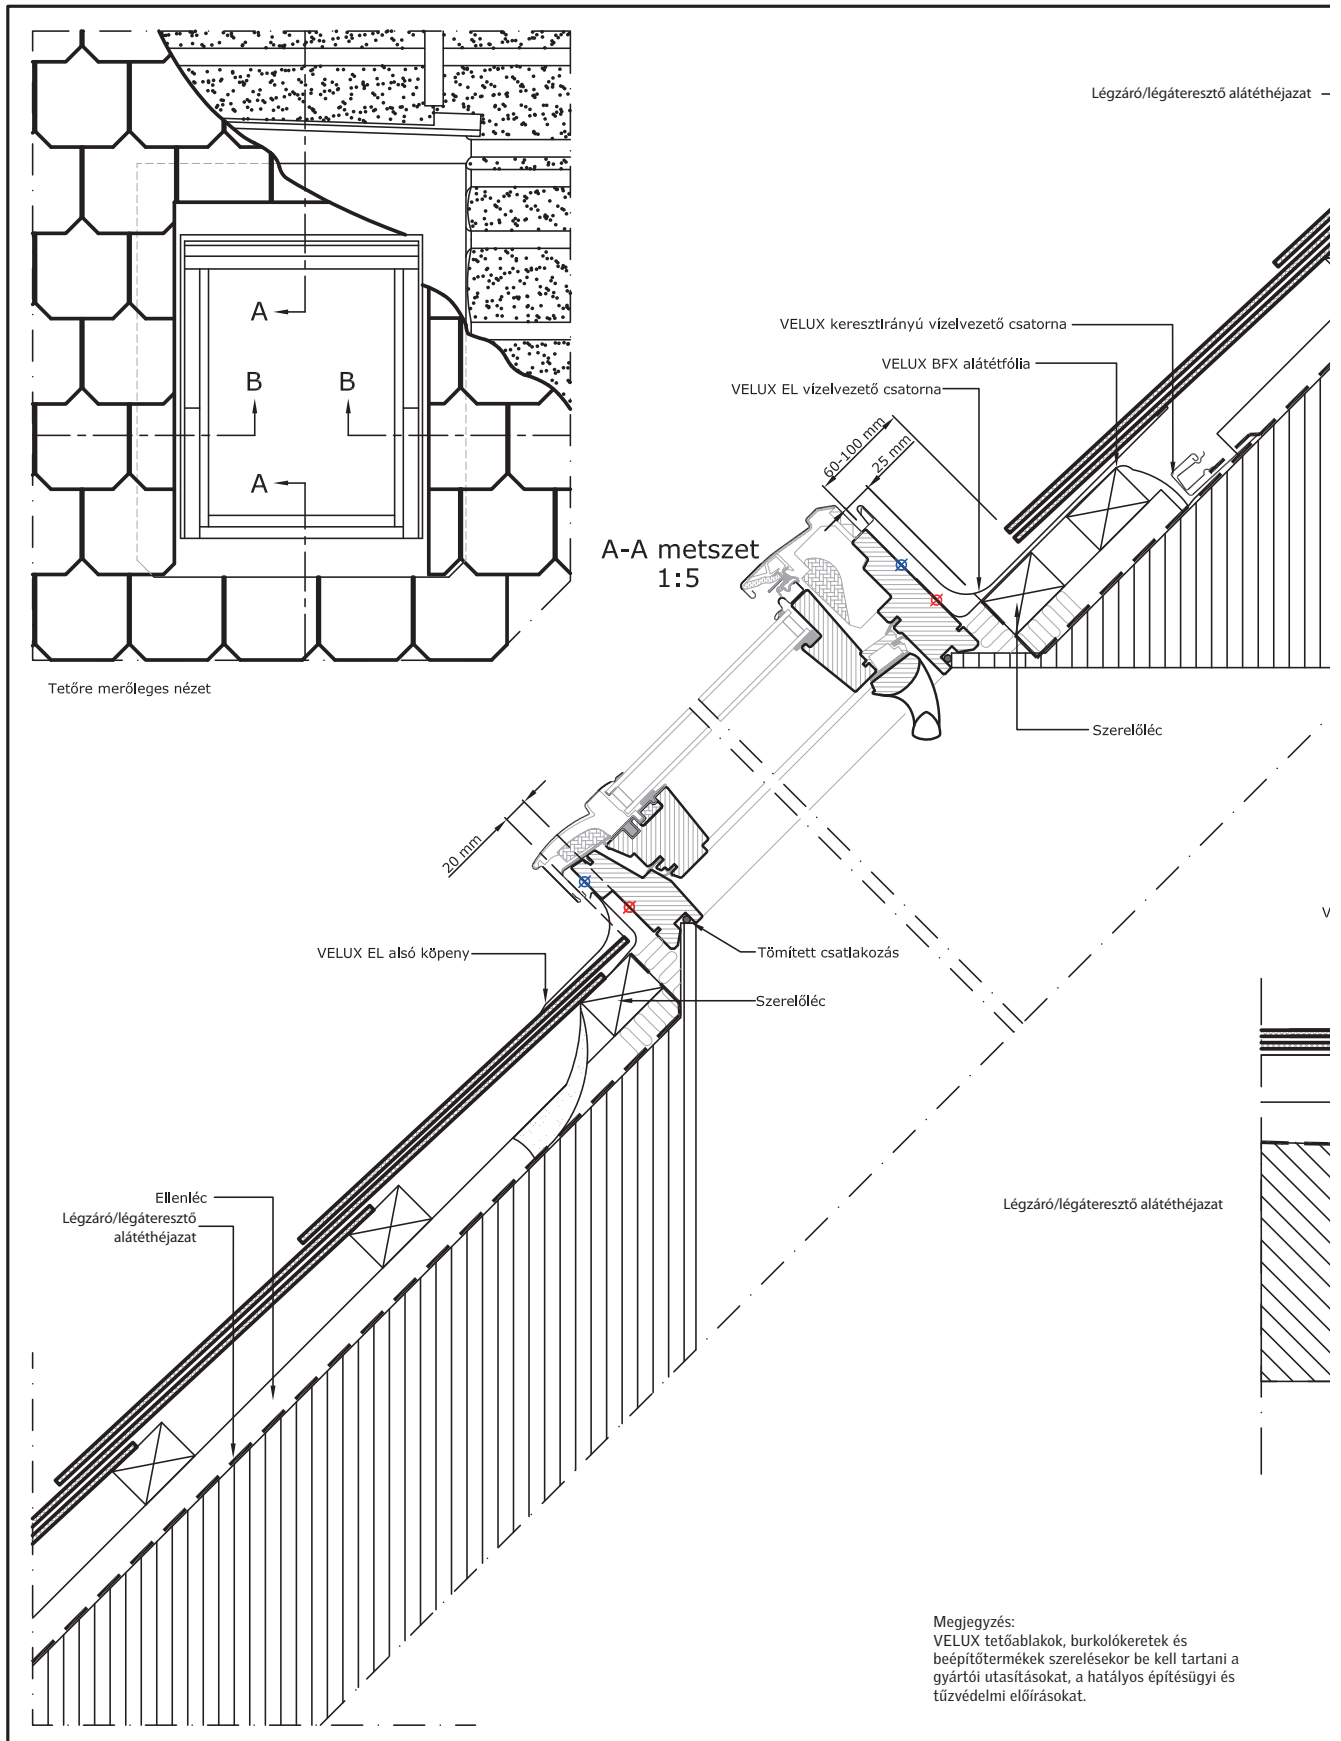 Légzáró/légáteresztő alátéthéjazat
VELUX keresztirányú vízelvezető csatorna
VELUX BFX alátétfólia
VELUX EL vízelvezető csatorna
60-100 mm
25 mm
A
B B
A
A-A metszet
1:5
Tetőre merőleges nézet
Szerelőléc
20 mm
V
VELUX EL alsó köpeny
Tömített csatlakozás
Szerelőléc
Ellenléc
Légzáró/légáteresztő
alátéthéjazat
Légzáró/légáteresztő alátéthéjazat
Megjegyzés:
VELUX tetőablakok, burkolókeretek és
beépítőtermékek szerelésekor be kell tartani a
gyártói utasításokat, a hatályos építésügyi és
tűzvédelmi előírásokat.